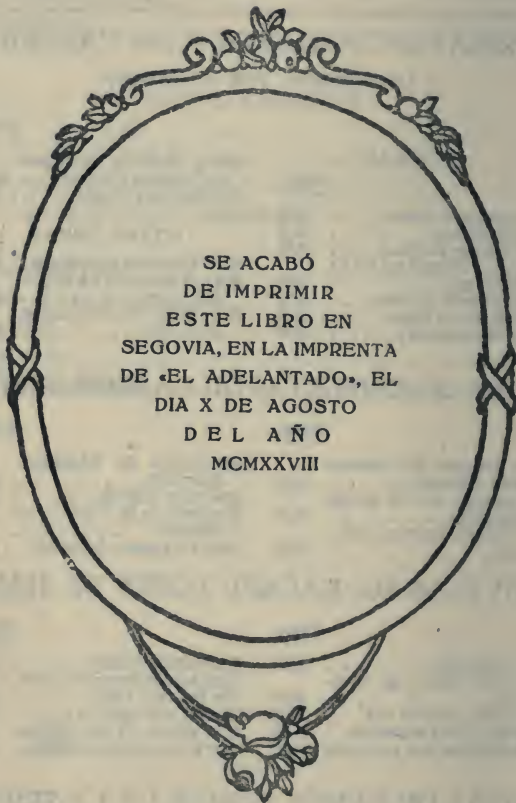 SE ACABÓ
DE IMPRIMIR
ESTE LIBRO EN
SEGOVIA, EN LA IMPRENTA
DE «EL ADELANTADO», EL
DIA X DE AGOSTO
DEL AÑO
MCMXXVIII